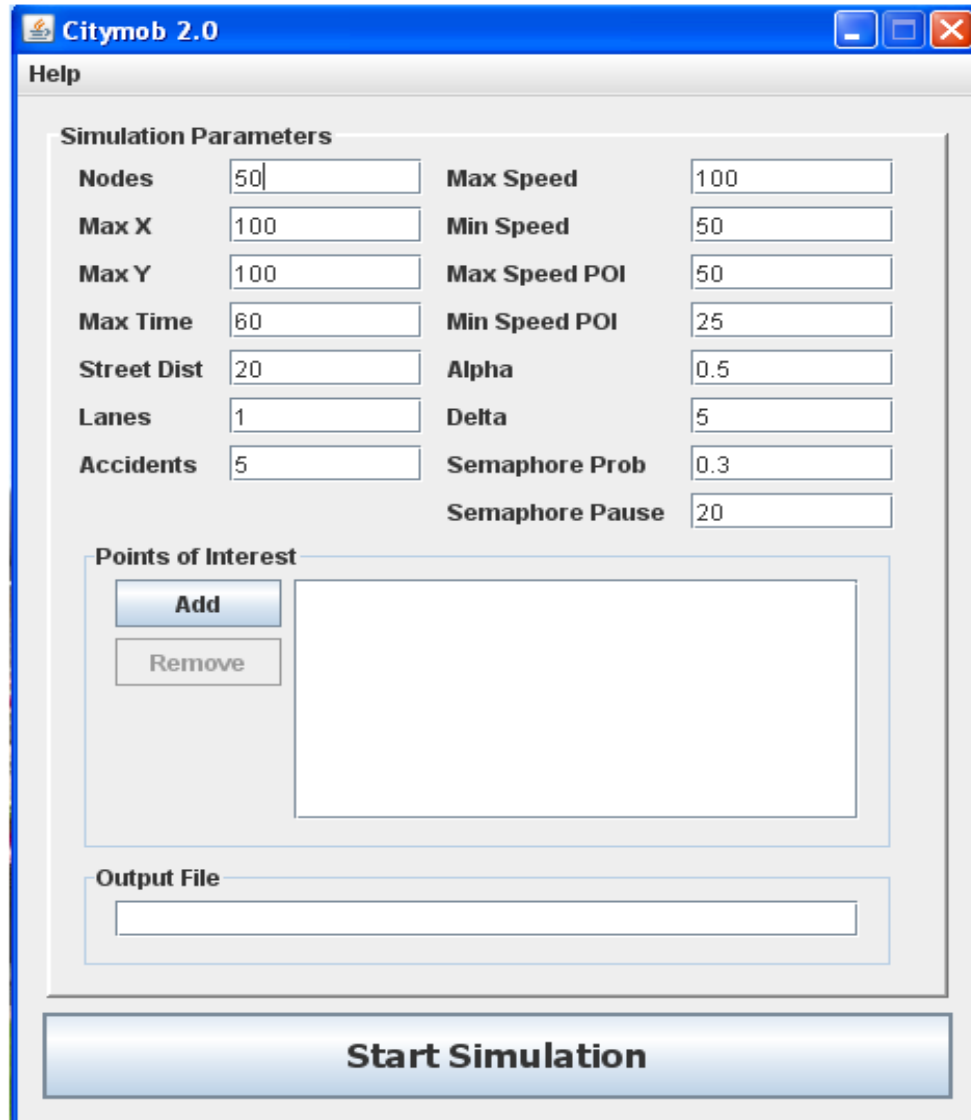 Citymob 2.0
Help
Simulation Parameters
Nodes 50 Max Speed 100
Max X 100 Min Speed 50
Max Y 100 Max Speed POI 50
Max Time 60 Min Speed POI 25
Street Dist 20 Alpha 0.5
Lanes 1 Delta 5
Accidents 5 Semaphore Prob 0.3
Semaphore Pause 20
Points of Interest
Add
Remove
Output File
Start Simulation